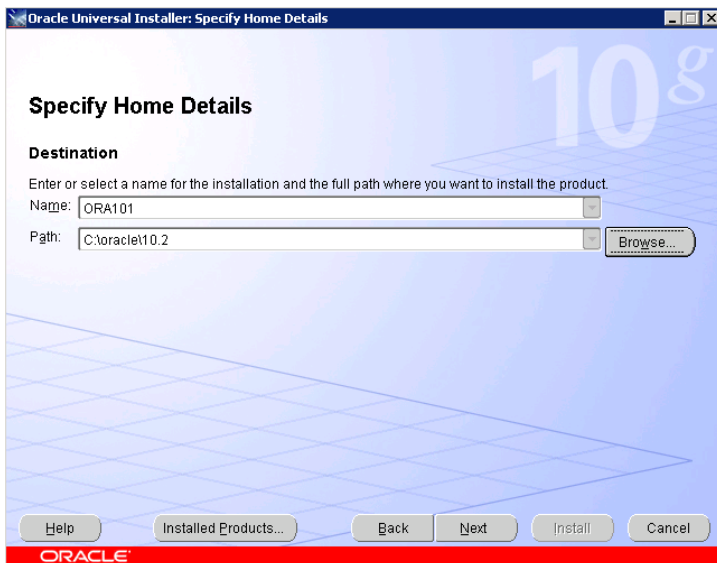 Oracle Universal Installer: Specify Home Details
10g
Specify Home Details
Destination
Enter or select a name for the installation and the full path where you want to install the product.
Name: ORA101
Path: C:\oracle\10.2 Browse...
Help Installed Products... Back Next Install Cancel
ORACLE